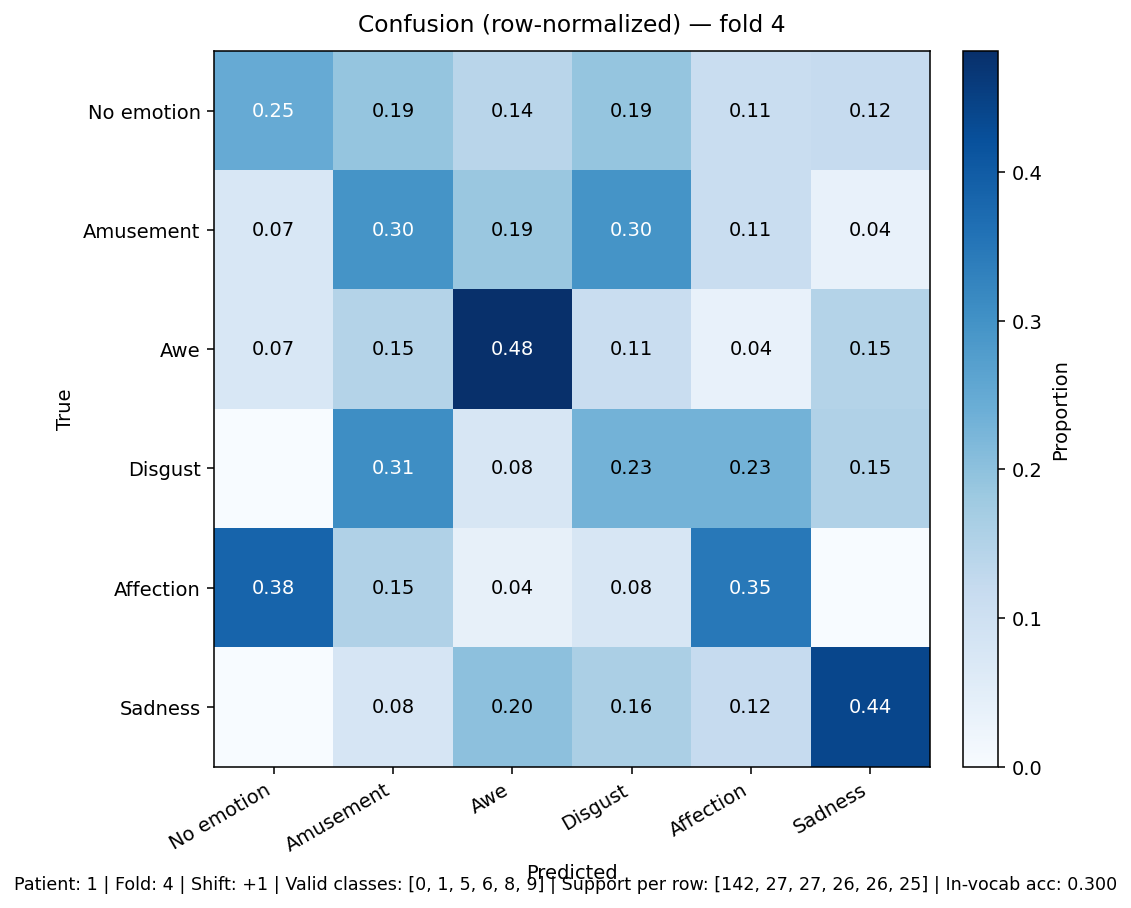 Confusion (row-normalized) — fold 4
No emotion 0.25 0.19 0.14 0.19 0.11 0.12
Amusement 0.07 0.30 0.19 0.30 0.11 0.04
Awe 0.07 0.15 0.48 0.11 0.04 0.15
Disgust 0.31 0.08 0.23 0.23 0.15
Affection 0.38 0.15 0.04 0.08 0.35
Sadness 0.08 0.20 0.16 0.12 0.44
True
No emotion Amusement Awe Disgust Affection Sadness
Predicted
0.4
0.3
0.2
0.1
0.0
Proportion
Patient: 1 | Fold: 4 | Shift: +1 | Valid classes: [0, 1, 5, 6, 8, 9] | Support per row: [142, 27, 27, 26, 26, 25] | In-vocab acc: 0.300